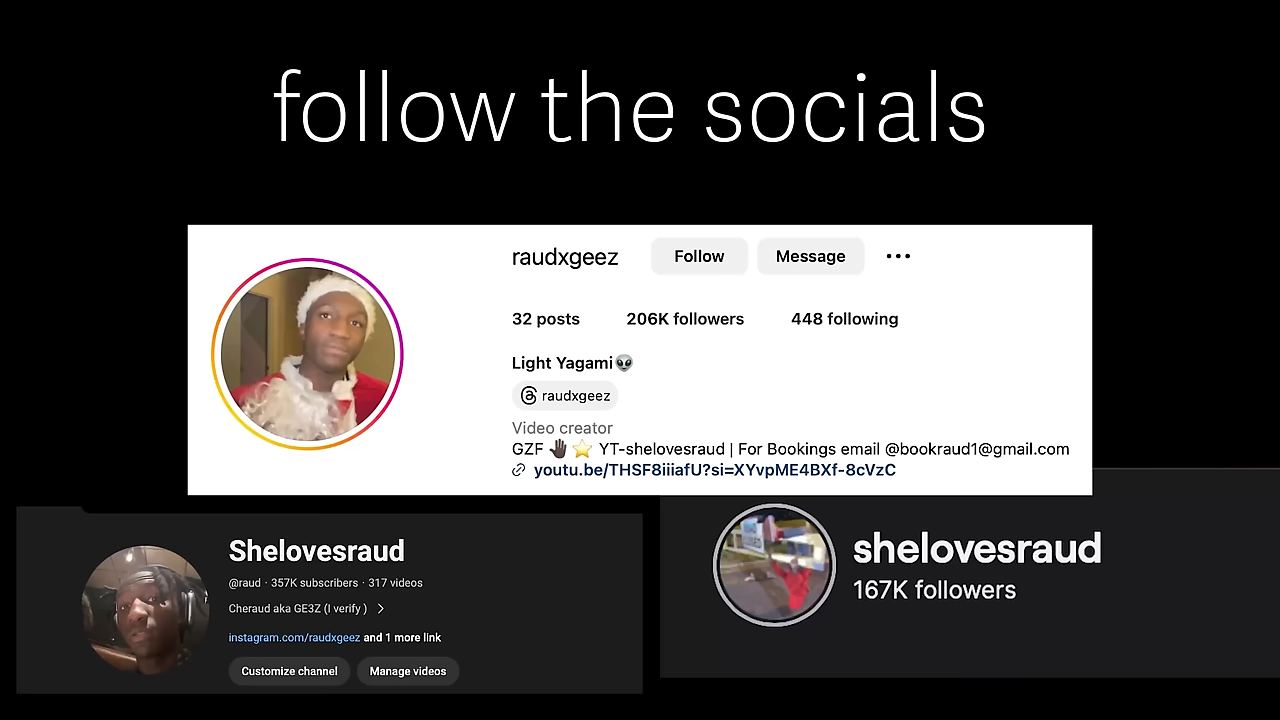 follow the socials
raudxgeez Follow Message •••
32 posts 206K followers 448 following
Light Yagami👽
raudxgeez
Video creator
GZF 🖐🏿 ⭐ YT-shelovesraud | For Bookings email @bookraud1@gmail.com
youtu.be/THSF8iiiafU?si=XYvpME4BXf-8cVzC
Shelovesraud
@raud · 357K subscribers · 317 videos
Cheraud aka GE3Z (I verify )
instagram.com/raudxgeez and 1 more link
Customize channel Manage videos
shelovesraud
167K followers